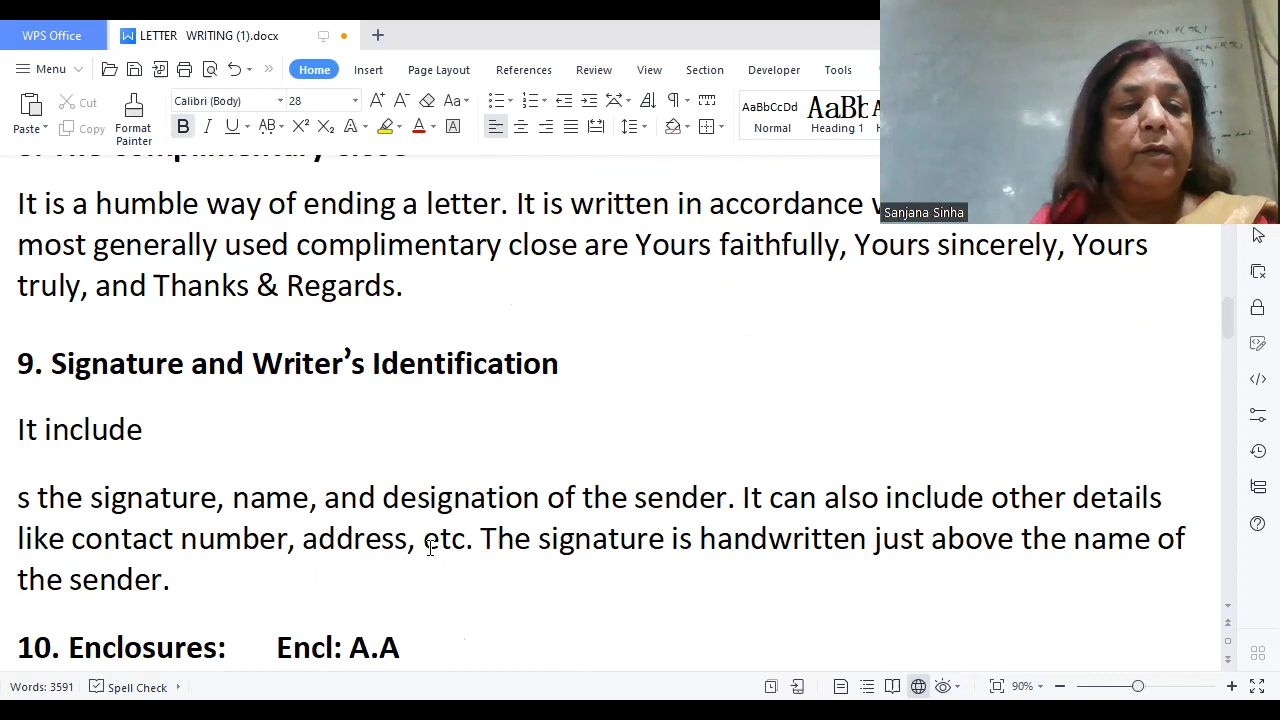 WPS Office
LETTER WRITING (1).docx
Menu
Home Insert Page Layout References Review View Section Developer Tools
Paste
Cut
Copy
Format Painter
Calibri (Body) 28
AaBbCcDd
Normal
AaBb
Heading 1
It is a humble way of ending a letter. It is written in accordance
most generally used complimentary close are Yours faithfully, Yours sincerely, Yours
truly, and Thanks & Regards.
9. Signature and Writer’s Identification
It include
s the signature, name, and designation of the sender. It can also include other details
like contact number, address, etc. The signature is handwritten just above the name of
the sender.
10. Enclosures: Encl: A.A
Words: 3591 Spell Check 90%
Sanjana Sinha